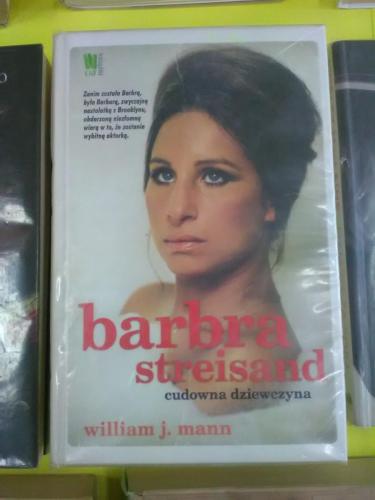 Zanim została Barbrą,
była Barbarą, zwyczajną
nastolatką z Brooklynu,
obdarzoną niezłomną
wiarą w to, że zostanie
wybitną aktorką.
barbra
streisand
cudowna dziewczyna
william j. mann